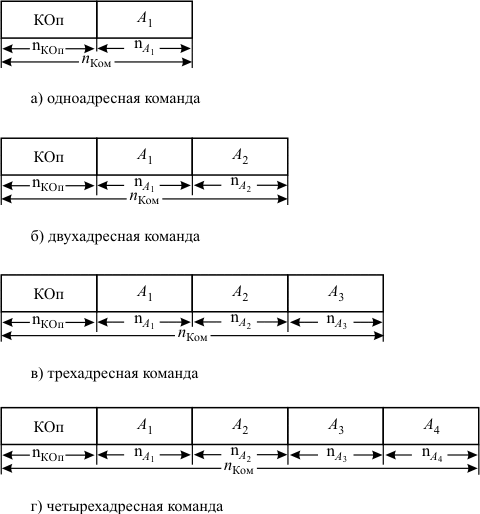 КОп A1
nКОп nA1
nКом
а) одноадресная команда
КОп A1 A2
nКОп nA1 nA2
nКом
б) двухадресная команда
КОп A1 A2 A3
nКОп nA1 nA2 nA3
nКом
в) трехадресная команда
КОп A1 A2 A3 A4
nКОп nA1 nA2 nA3 nA4
nКом
г) четырехадресная команда